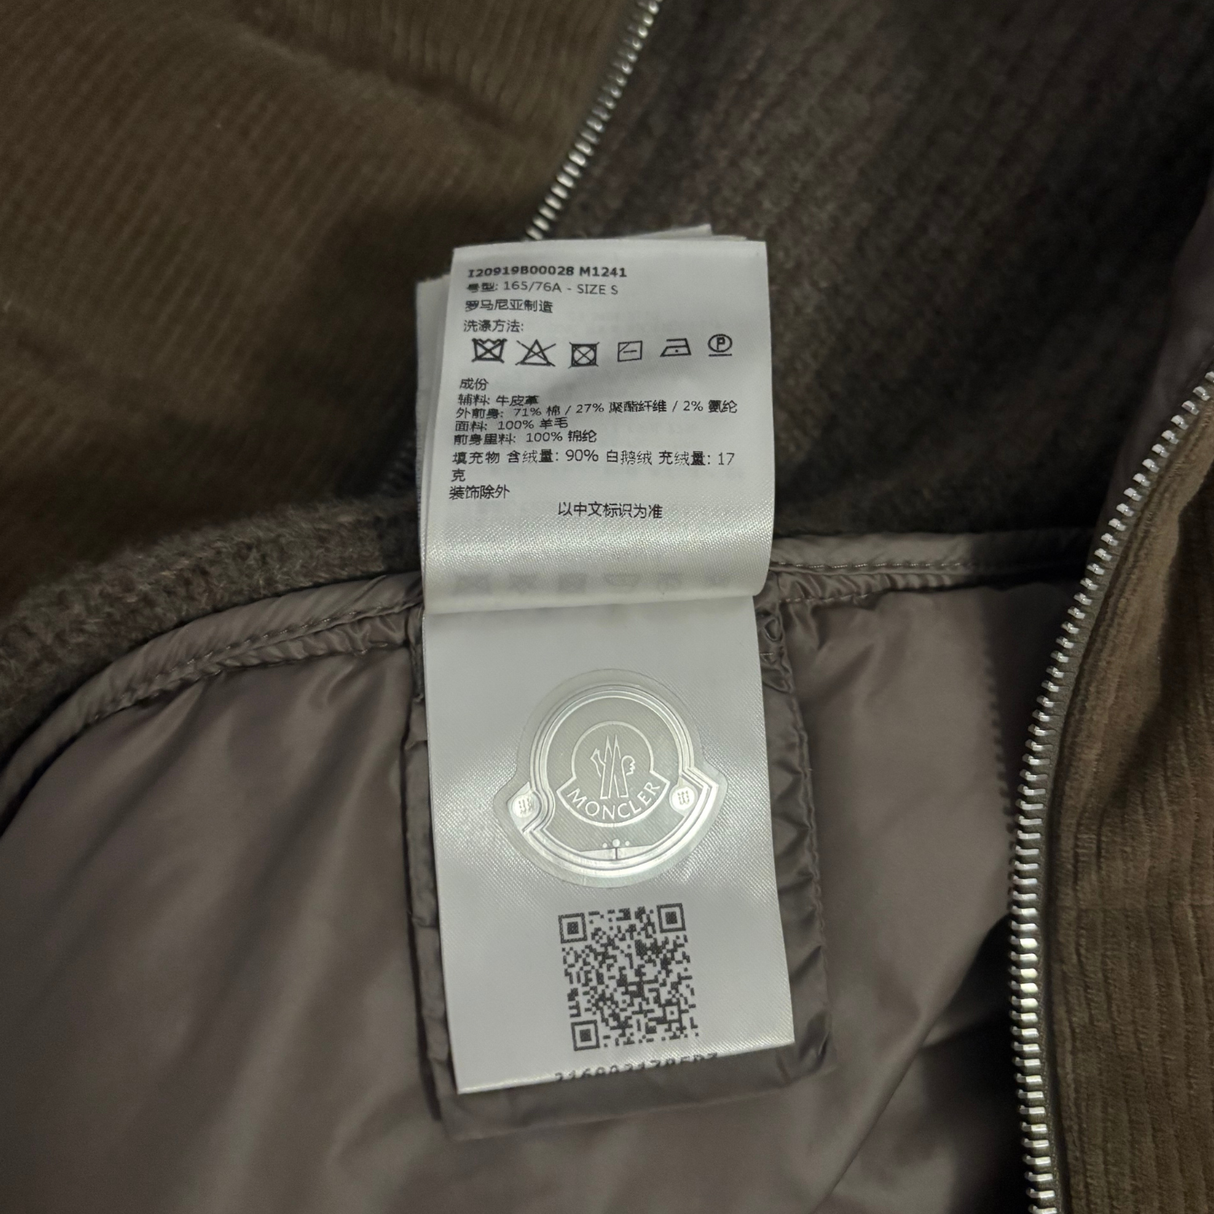 I20919B00028 M1241
号型: 165/76A - SIZE S
罗马尼亚制造
洗涤方法:
P
成份
辅料: 牛皮革
外前身: 71% 棉 / 27% 聚酯纤维 / 2% 氨纶
面料: 100% 羊毛
前身里料: 100% 锦纶
填充物 含绒量: 90% 白鹅绒 充绒量: 17
克
装饰除外
以中文标识为准
MONCLER